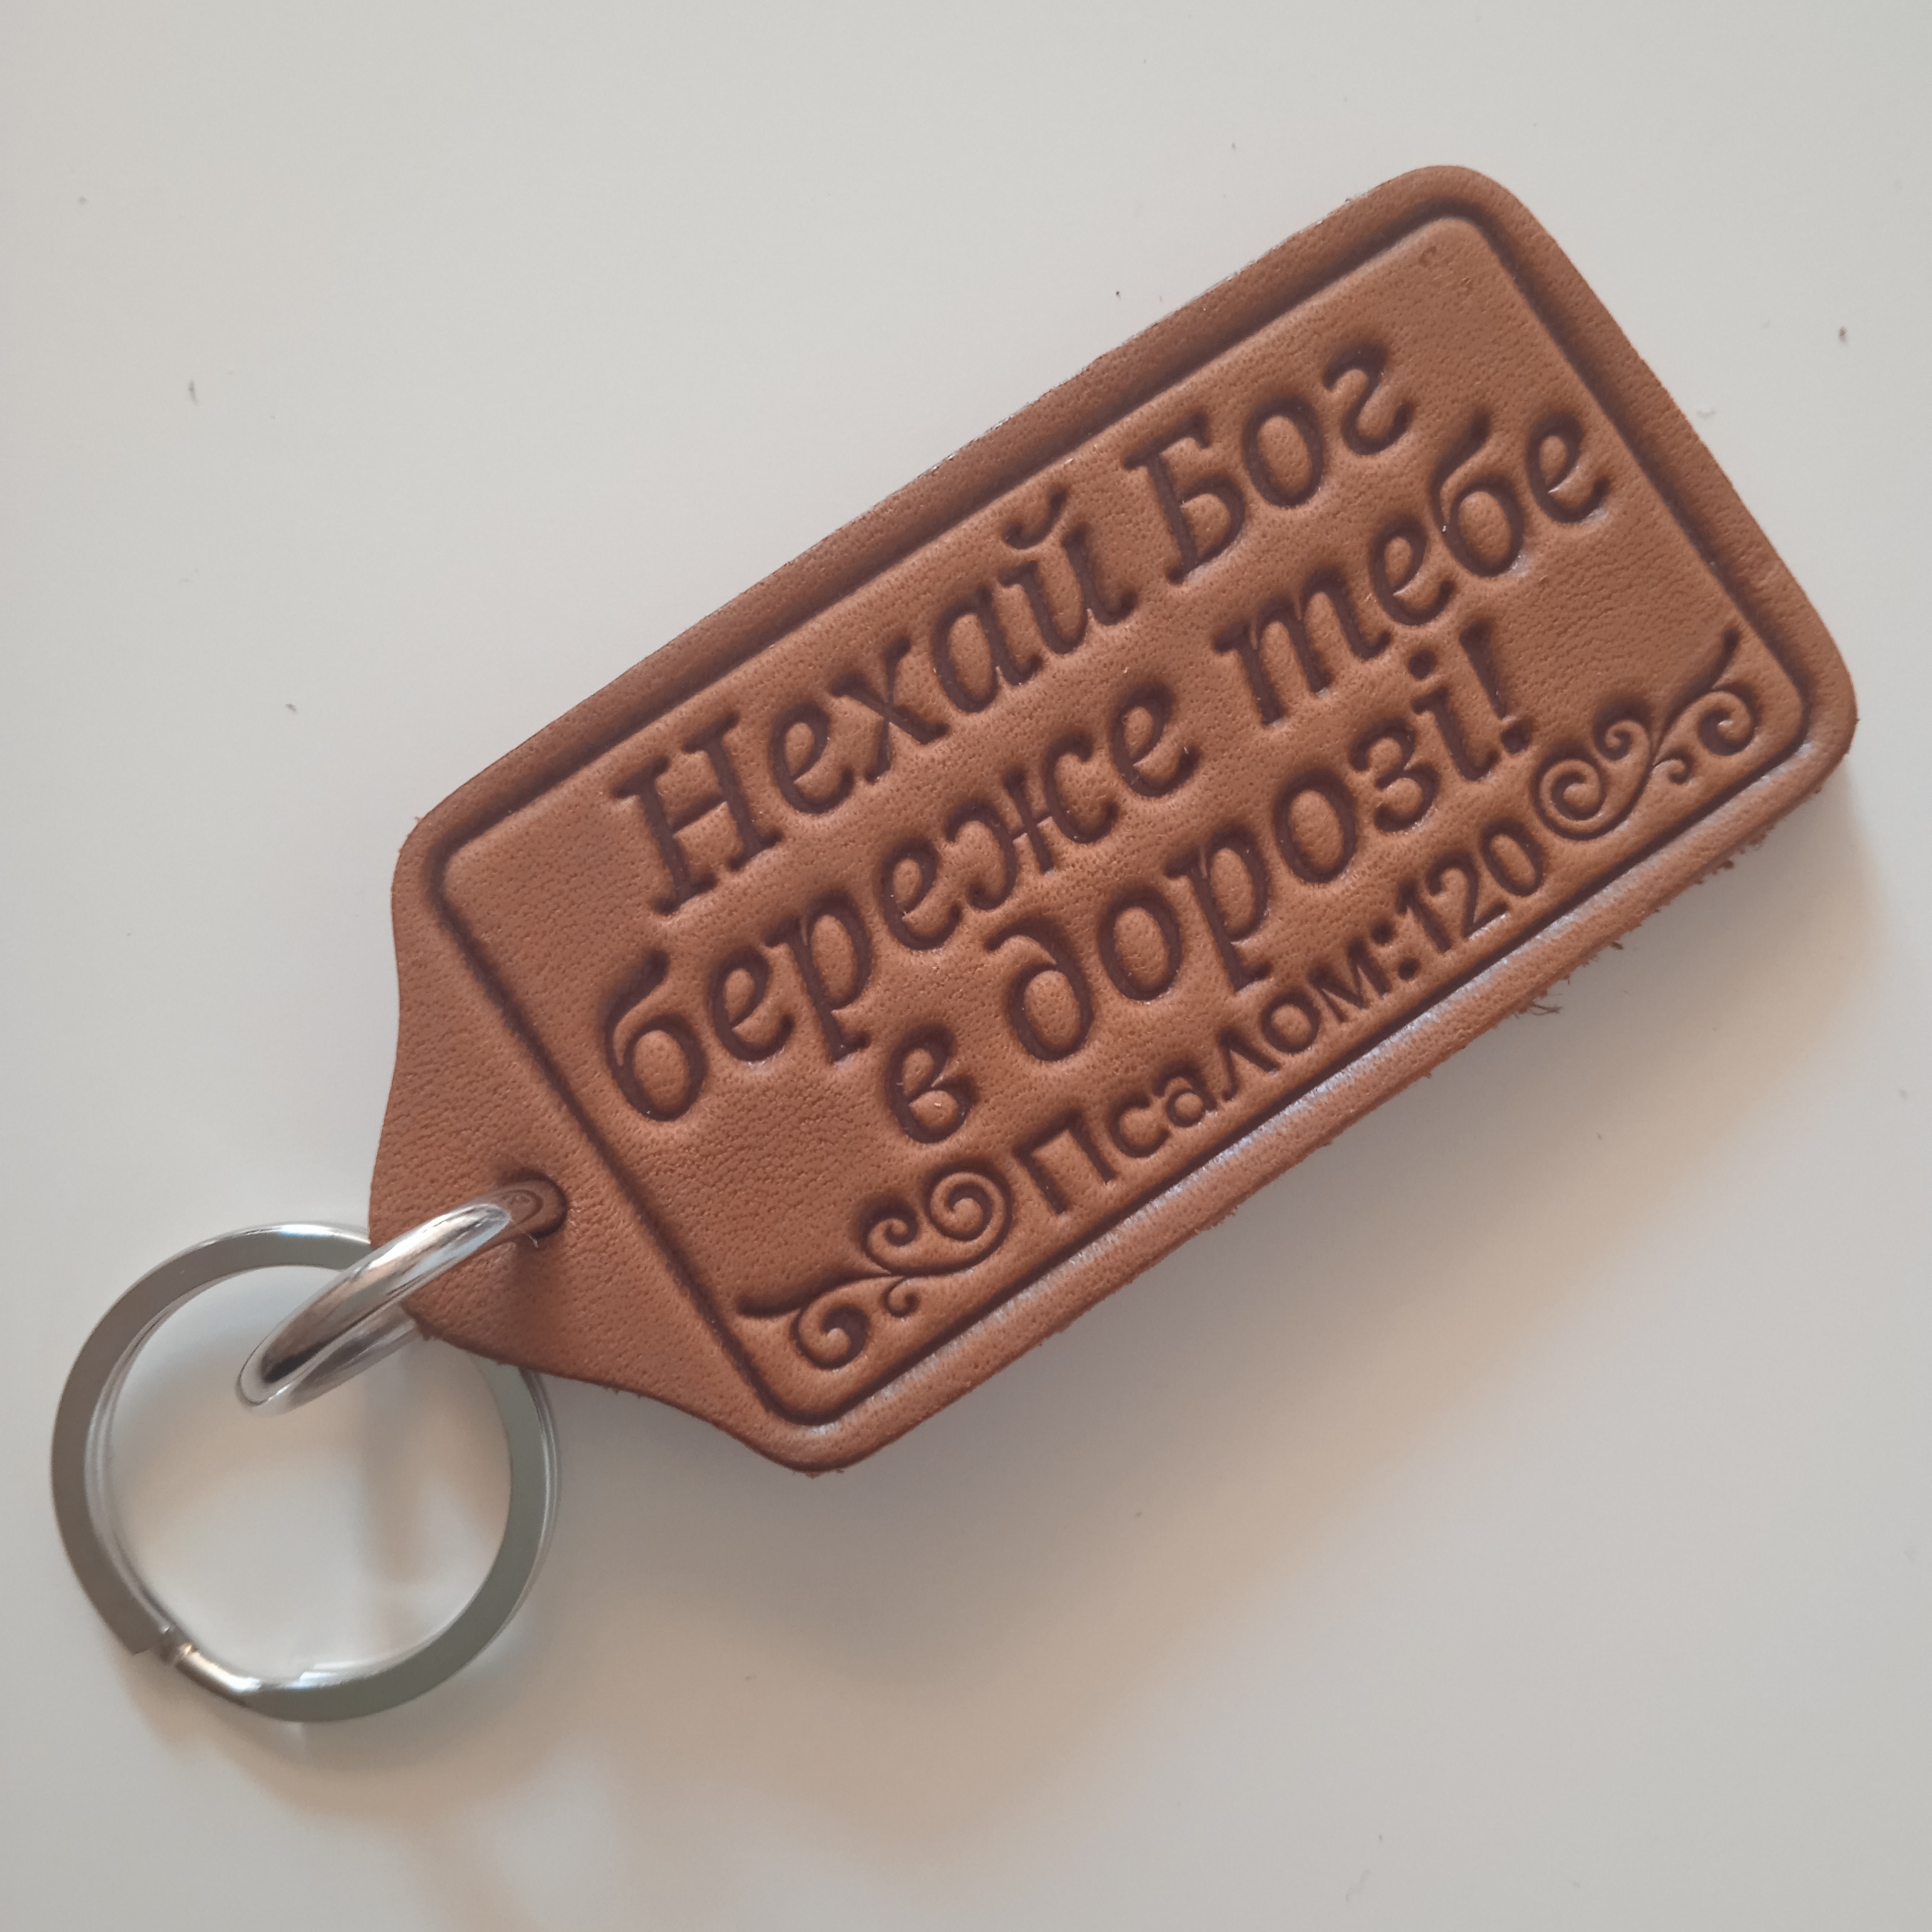 Нехай Бог
береже тебе
в дорозі!
Псалом:120